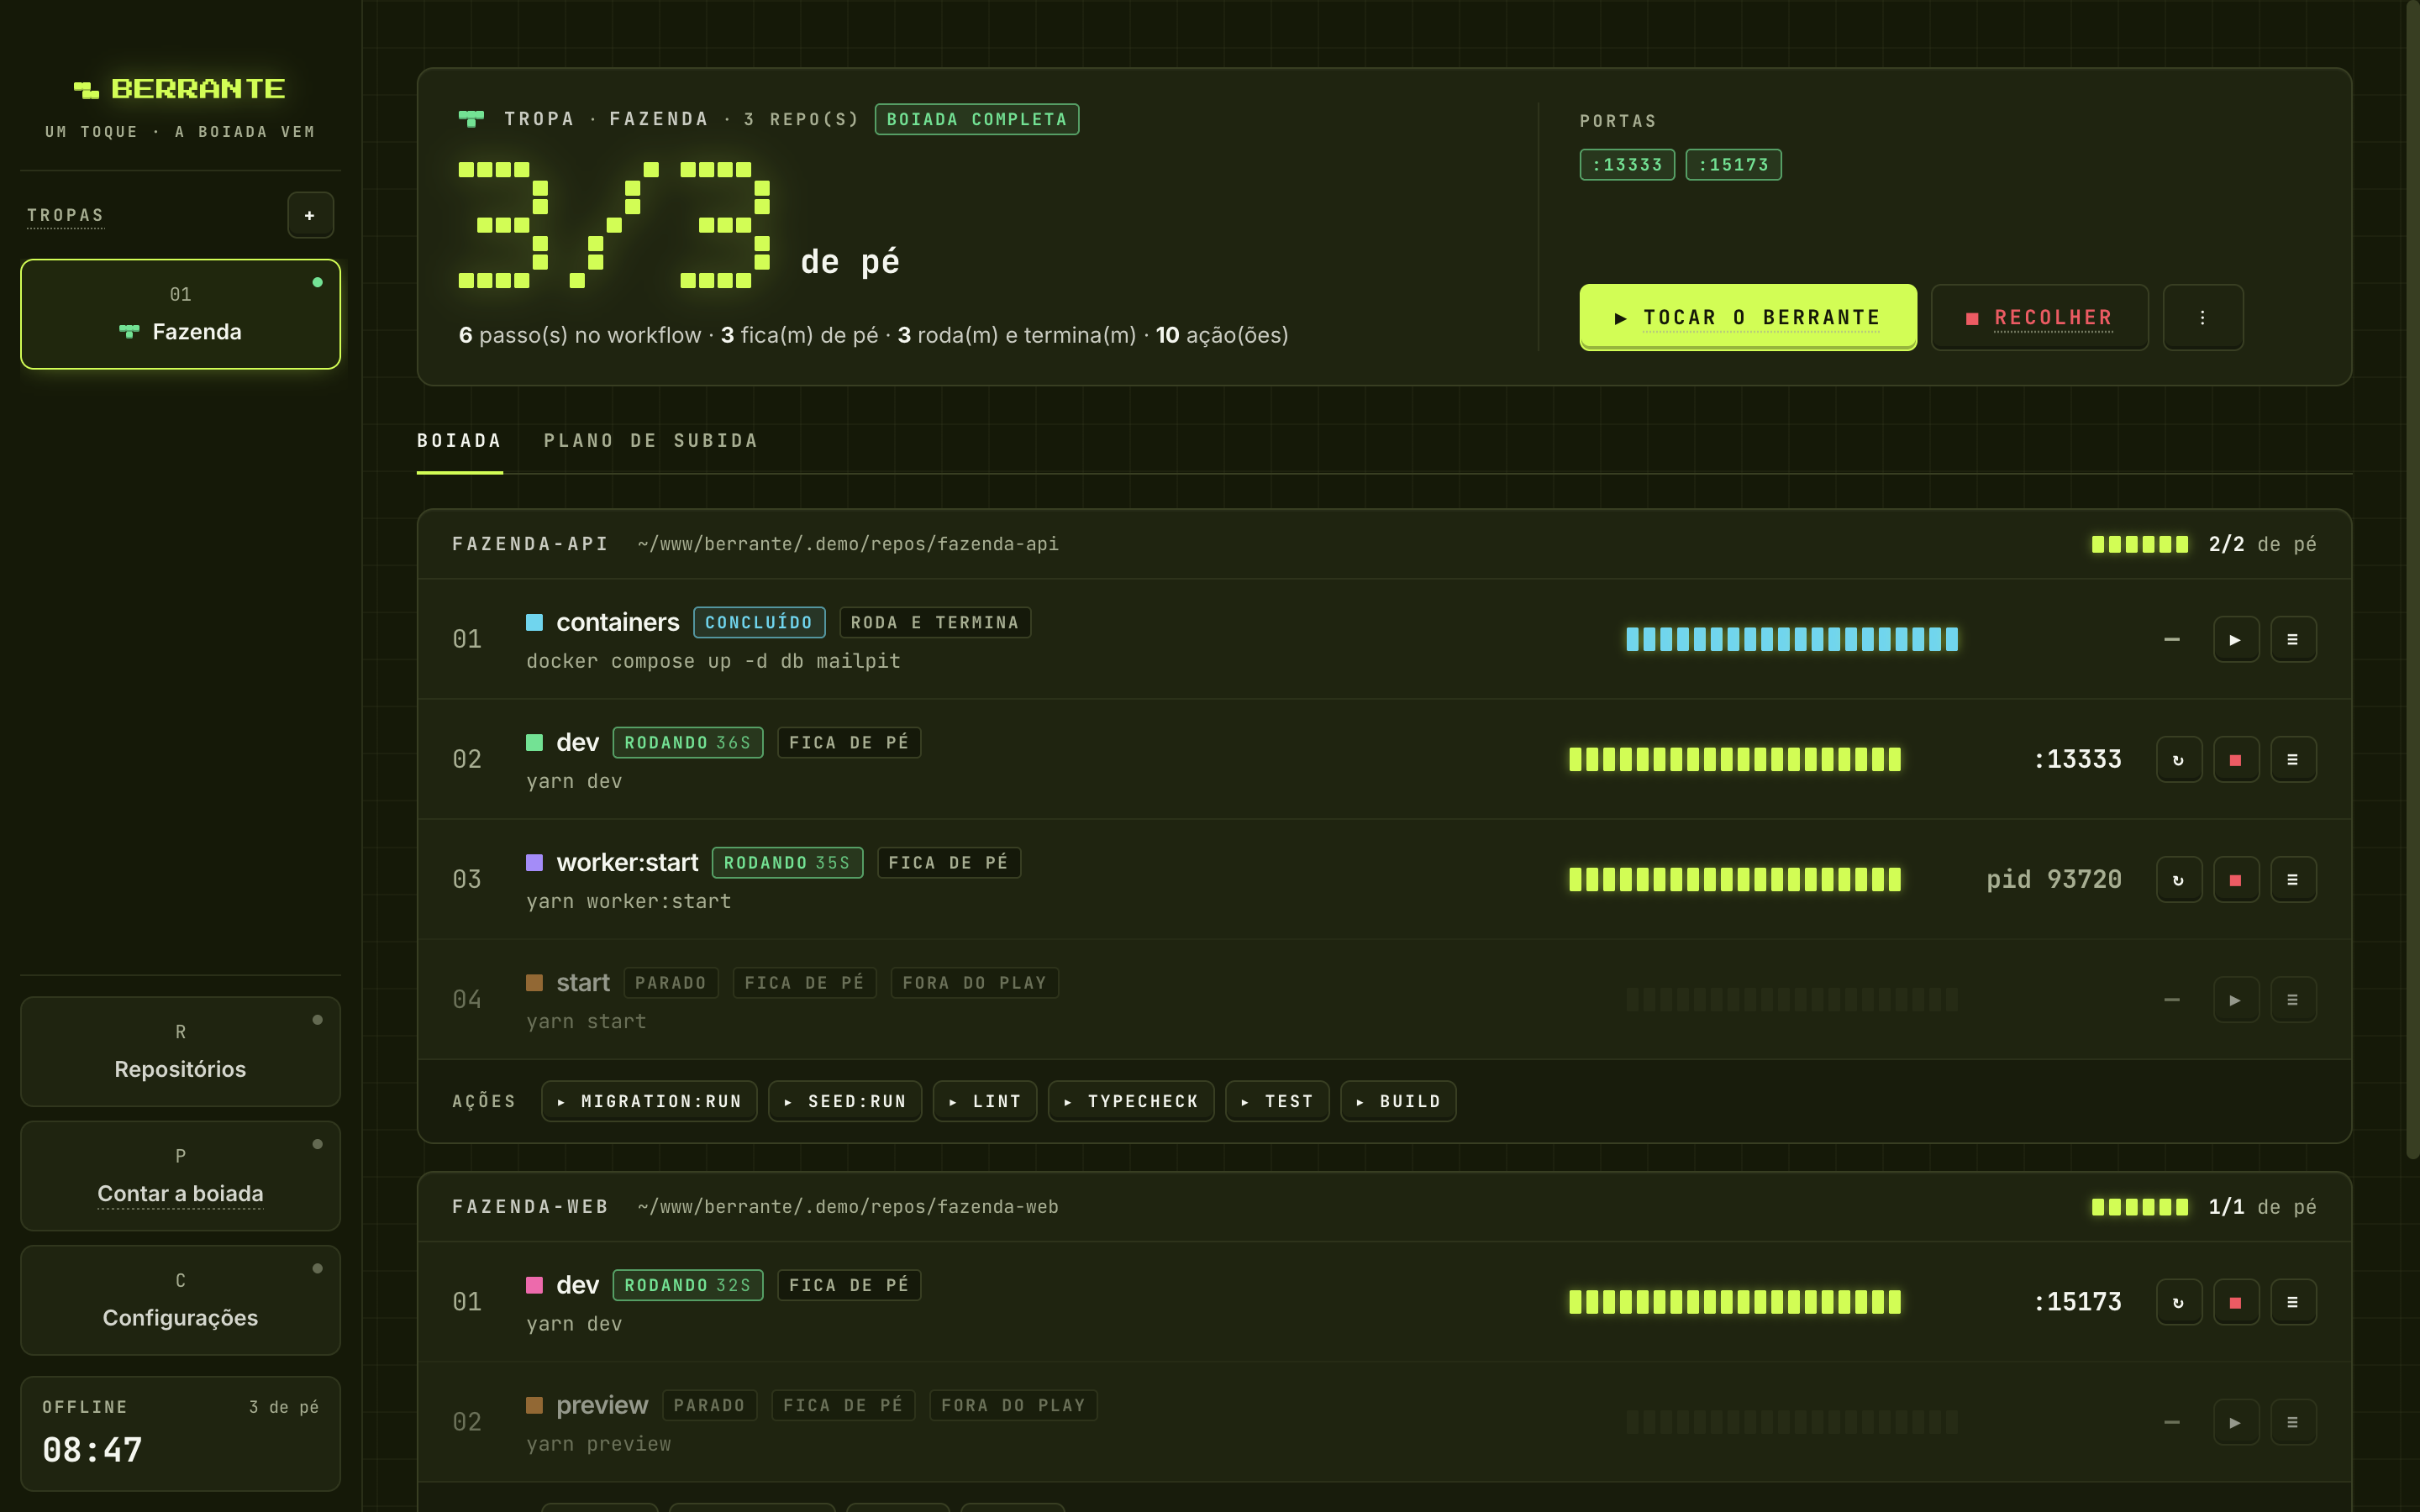 BERRANTE
UM TOQUE · A BOIADA VEM
TROPAS
+
01
Fazenda
R
Repositórios
P
Contar a boiada
C
Configurações
OFFLINE 3 de pé
08:47
TROPA · FAZENDA · 3 REPO(S) BOIADA COMPLETA
3/3 de pé
6 passo(s) no workflow · 3 fica(m) de pé · 3 roda(m) e termina(m) · 10 ação(ões)
PORTAS
:13333 :15173
▶ TOCAR O BERRANTE ■ RECOLHER ⋮
BOIADA PLANO DE SUBIDA
FAZENDA-API ~/www/berrante/.demo/repos/fazenda-api 2/2 de pé
01 containers CONCLUÍDO RODA E TERMINA —
docker compose up -d db mailpit
02 dev RODANDO 36S FICA DE PÉ :13333
yarn dev
03 worker:start RODANDO 35S FICA DE PÉ pid 93720
yarn worker:start
04 start PARADO FICA DE PÉ FORA DO PLAY —
yarn start
AÇÕES ▸ MIGRATION:RUN ▸ SEED:RUN ▸ LINT ▸ TYPECHECK ▸ TEST ▸ BUILD
FAZENDA-WEB ~/www/berrante/.demo/repos/fazenda-web 1/1 de pé
01 dev RODANDO 32S FICA DE PÉ :15173
yarn dev
02 preview PARADO FICA DE PÉ FORA DO PLAY —
yarn preview